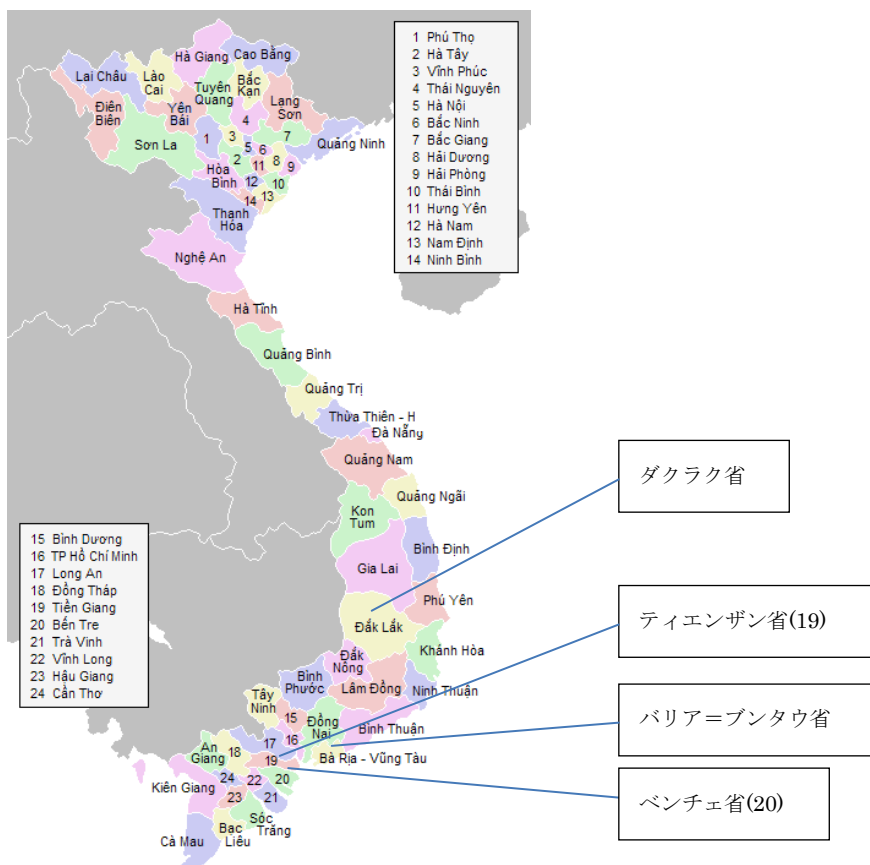 Hà Giang
Cao Bằng
Lai Châu
Lào
Cai
Tuyên
Quang
Bắc
Kạn
Điên
Biên
Yên
Bái
Lạng
Sơn
4
7
1
3
5
6
Sơn La
2
11
8
9
Quảng Ninh
Hòa
Bình
12
10
14
13
Thanh
Hóa
Nghệ An
Hà Tĩnh
Quảng Bình
Quảng Trị
Thừa Thiên - H
Đà Nẵng
Quảng Nam
Quảng Ngãi
Kon
Tum
Bình Định
Gia Lai
Phú Yên
Đắk Lắk
Khánh Hòa
Đắk
Nông
Bình
Phước
Lâm Đồng
Ninh Thuận
Tây
Ninh
15
Đồng
Nai
Bình Thuận
16
17
An
Giang
18
19
Bà Rịa - Vũng Tàu
24
22
20
Kiên Giang
23
21
Sóc
Trăng
Bạc
Liêu
Cà Mau
1 Phú Thọ
2 Hà Tây
3 Vĩnh Phúc
4 Thái Nguyên
5 Hà Nội
6 Bắc Ninh
7 Bắc Giang
8 Hải Dương
9 Hải Phòng
10 Thái Bình
11 Hưng Yên
12 Hà Nam
13 Nam Định
14 Ninh Bình
15 Bình Dương
16 TP Hồ Chí Minh
17 Long An
18 Đồng Tháp
19 Tiền Giang
20 Bến Tre
21 Trà Vinh
22 Vĩnh Long
23 Hậu Giang
24 Cần Thơ
ダクラク省
ティエンザン省(19)
バリア＝ブンタウ省
ベンチェ省(20)